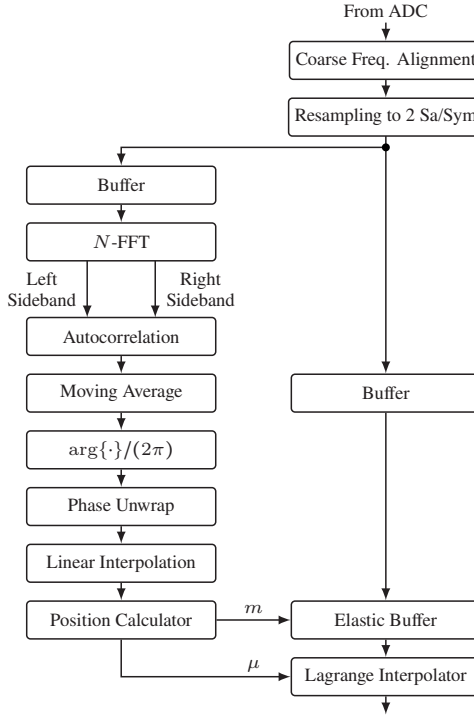 From ADC
Coarse Freq. Alignment
Resampling to 2 Sa/Sym
Buffer
N-FFT
Left
Sideband
Right
Sideband
Autocorrelation
Moving Average
Buffer
arg{·}/(2π)
Phase Unwrap
Linear Interpolation
Position Calculator
m
Elastic Buffer
μ
Lagrange Interpolator